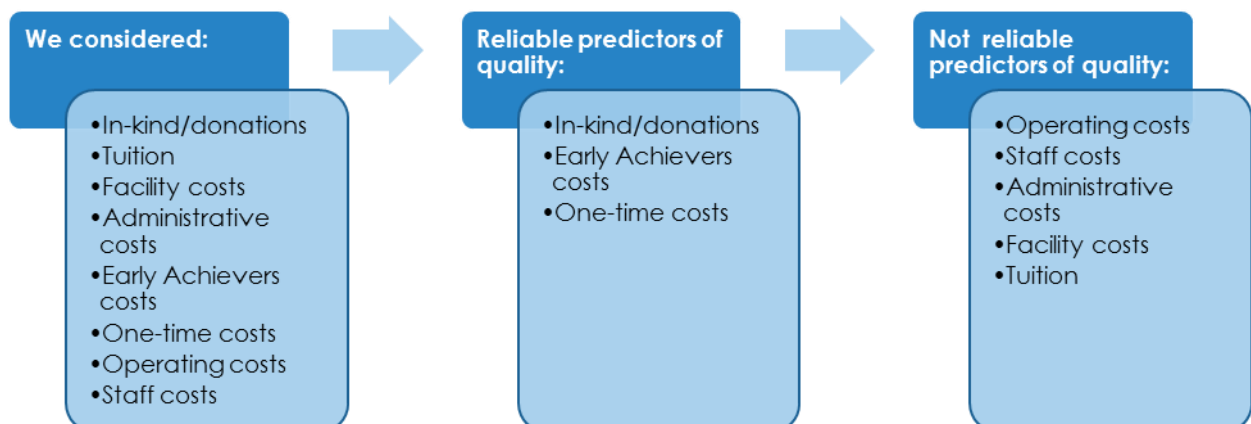 We considered:
•In-kind/donations
•Tuition
•Facility costs
•Administrative
costs
•Early Achievers
costs
•One-time costs
•Operating costs
•Staff costs
Reliable predictors of
quality:
•In-kind/donations
•Early Achievers
costs
•One-time costs
Not reliable
predictors of quality:
•Operating costs
•Staff costs
•Administrative
costs
•Facility costs
•Tuition